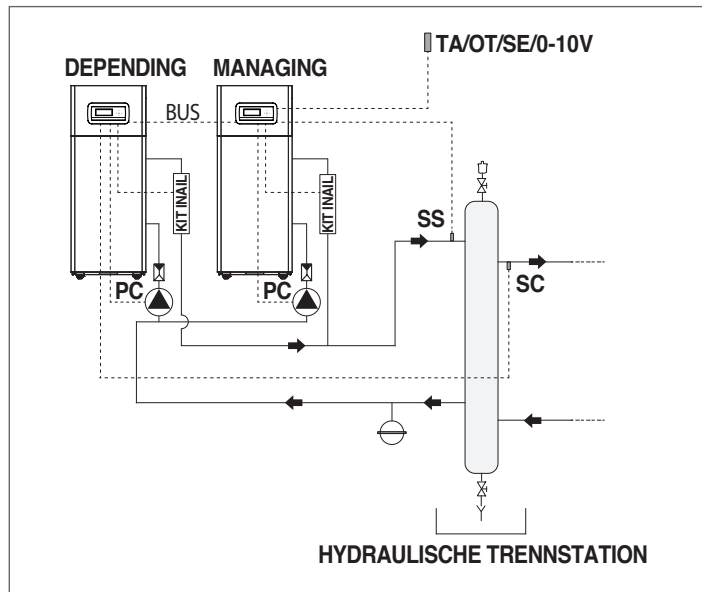 TA/OT/SE/0-10V
DEPENDING
MANAGING
BUS
KIT INAIL
KIT INAIL
SS
SC
PC
PC
HYDRAULISCHE TRENNSTATION